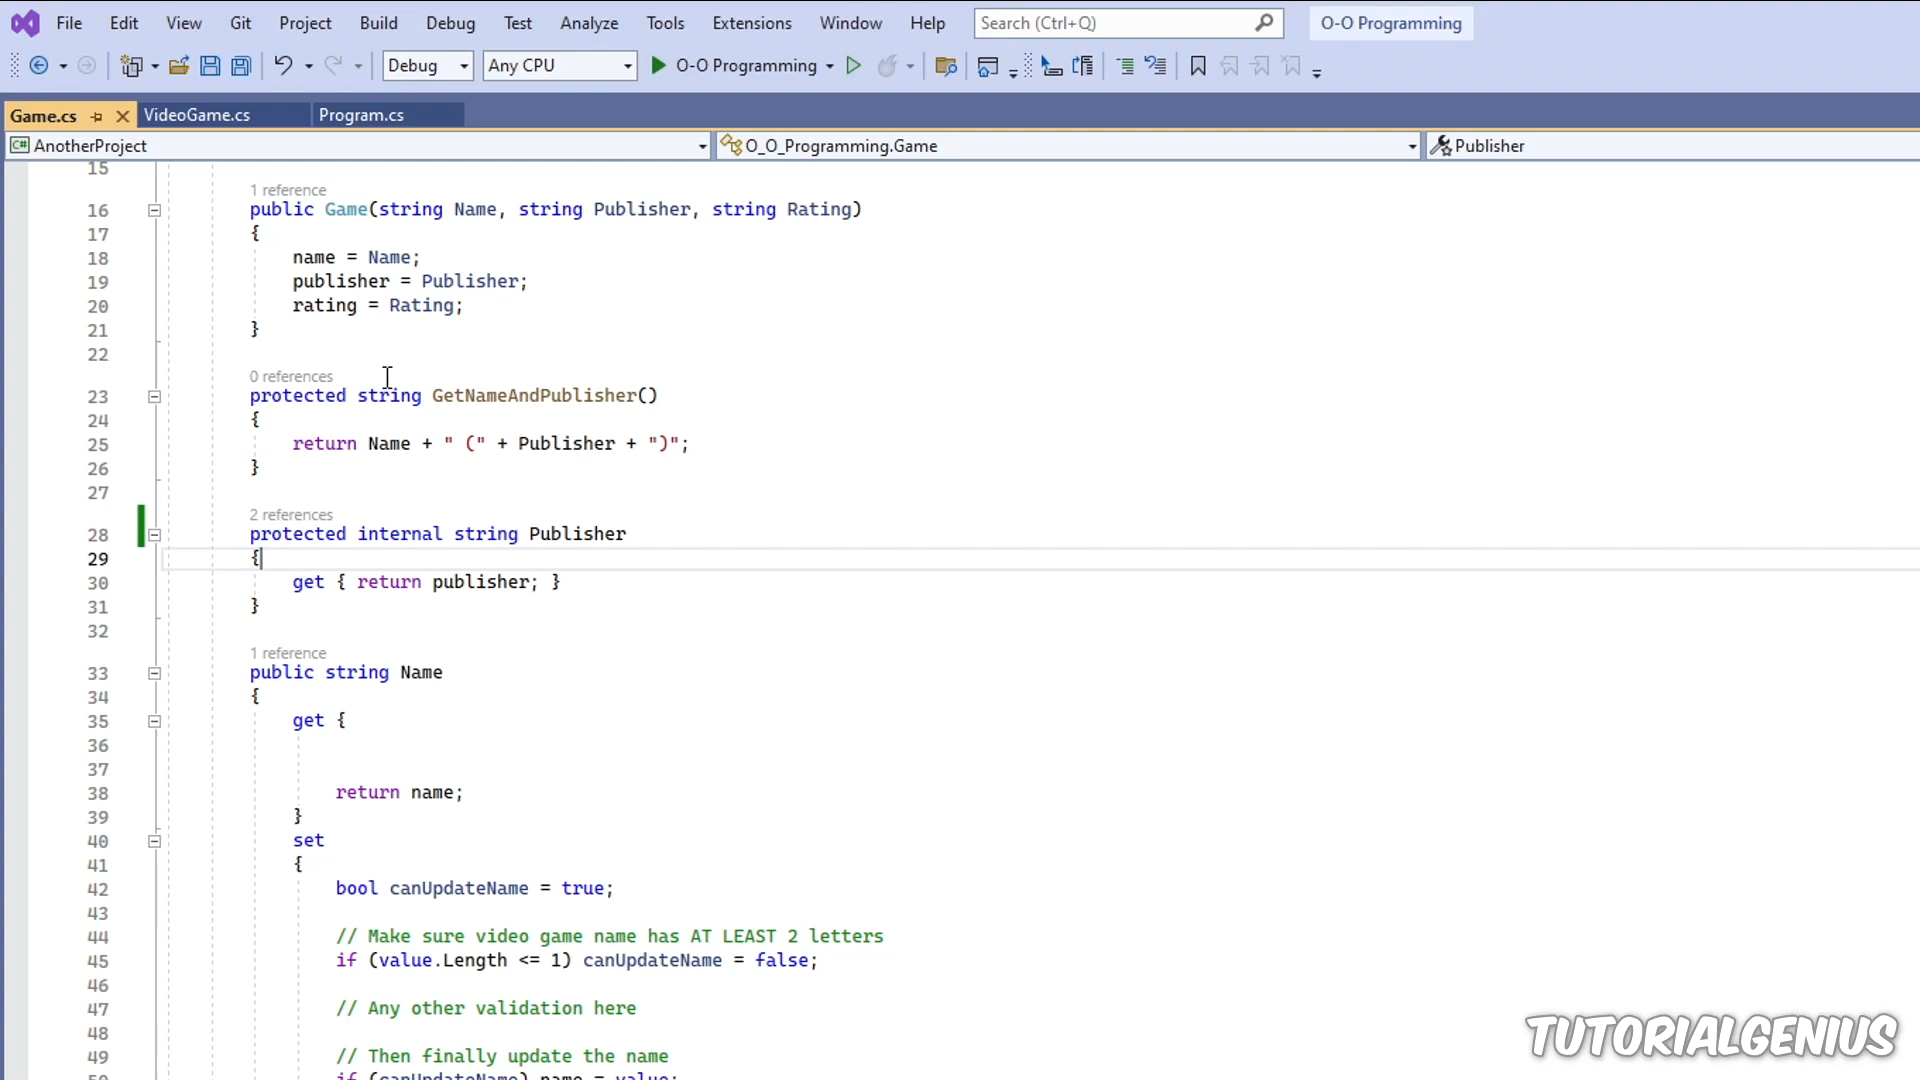 File Edit View Git Project Build Debug Test Analyze Tools Extensions Window Help Search (Ctrl+Q) O-O Programming
Debug Any CPU O-O Programming
Game.cs VideoGame.cs Program.cs
C# AnotherProject O_O_Programming.Game Publisher
15
1 reference
16 public Game(string Name, string Publisher, string Rating)
17 {
18 name = Name;
19 publisher = Publisher;
20 rating = Rating;
21 }
22
0 references
23 protected string GetNameAndPublisher()
24 {
25 return Name + " (" + Publisher + ")";
26 }
27
2 references
28 protected internal string Publisher
29 {
30 get { return publisher; }
31 }
32
1 reference
33 public string Name
34 {
35 get {
36
37
38 return name;
39 }
40 set
41 {
42 bool canUpdateName = true;
43
44 // Make sure video game name has AT LEAST 2 letters
45 if (value.Length <= 1) canUpdateName = false;
46
47 // Any other validation here
48
49 // Then finally update the name
50 if (canUpdateName) name = value;
TUTORIALGENIUS